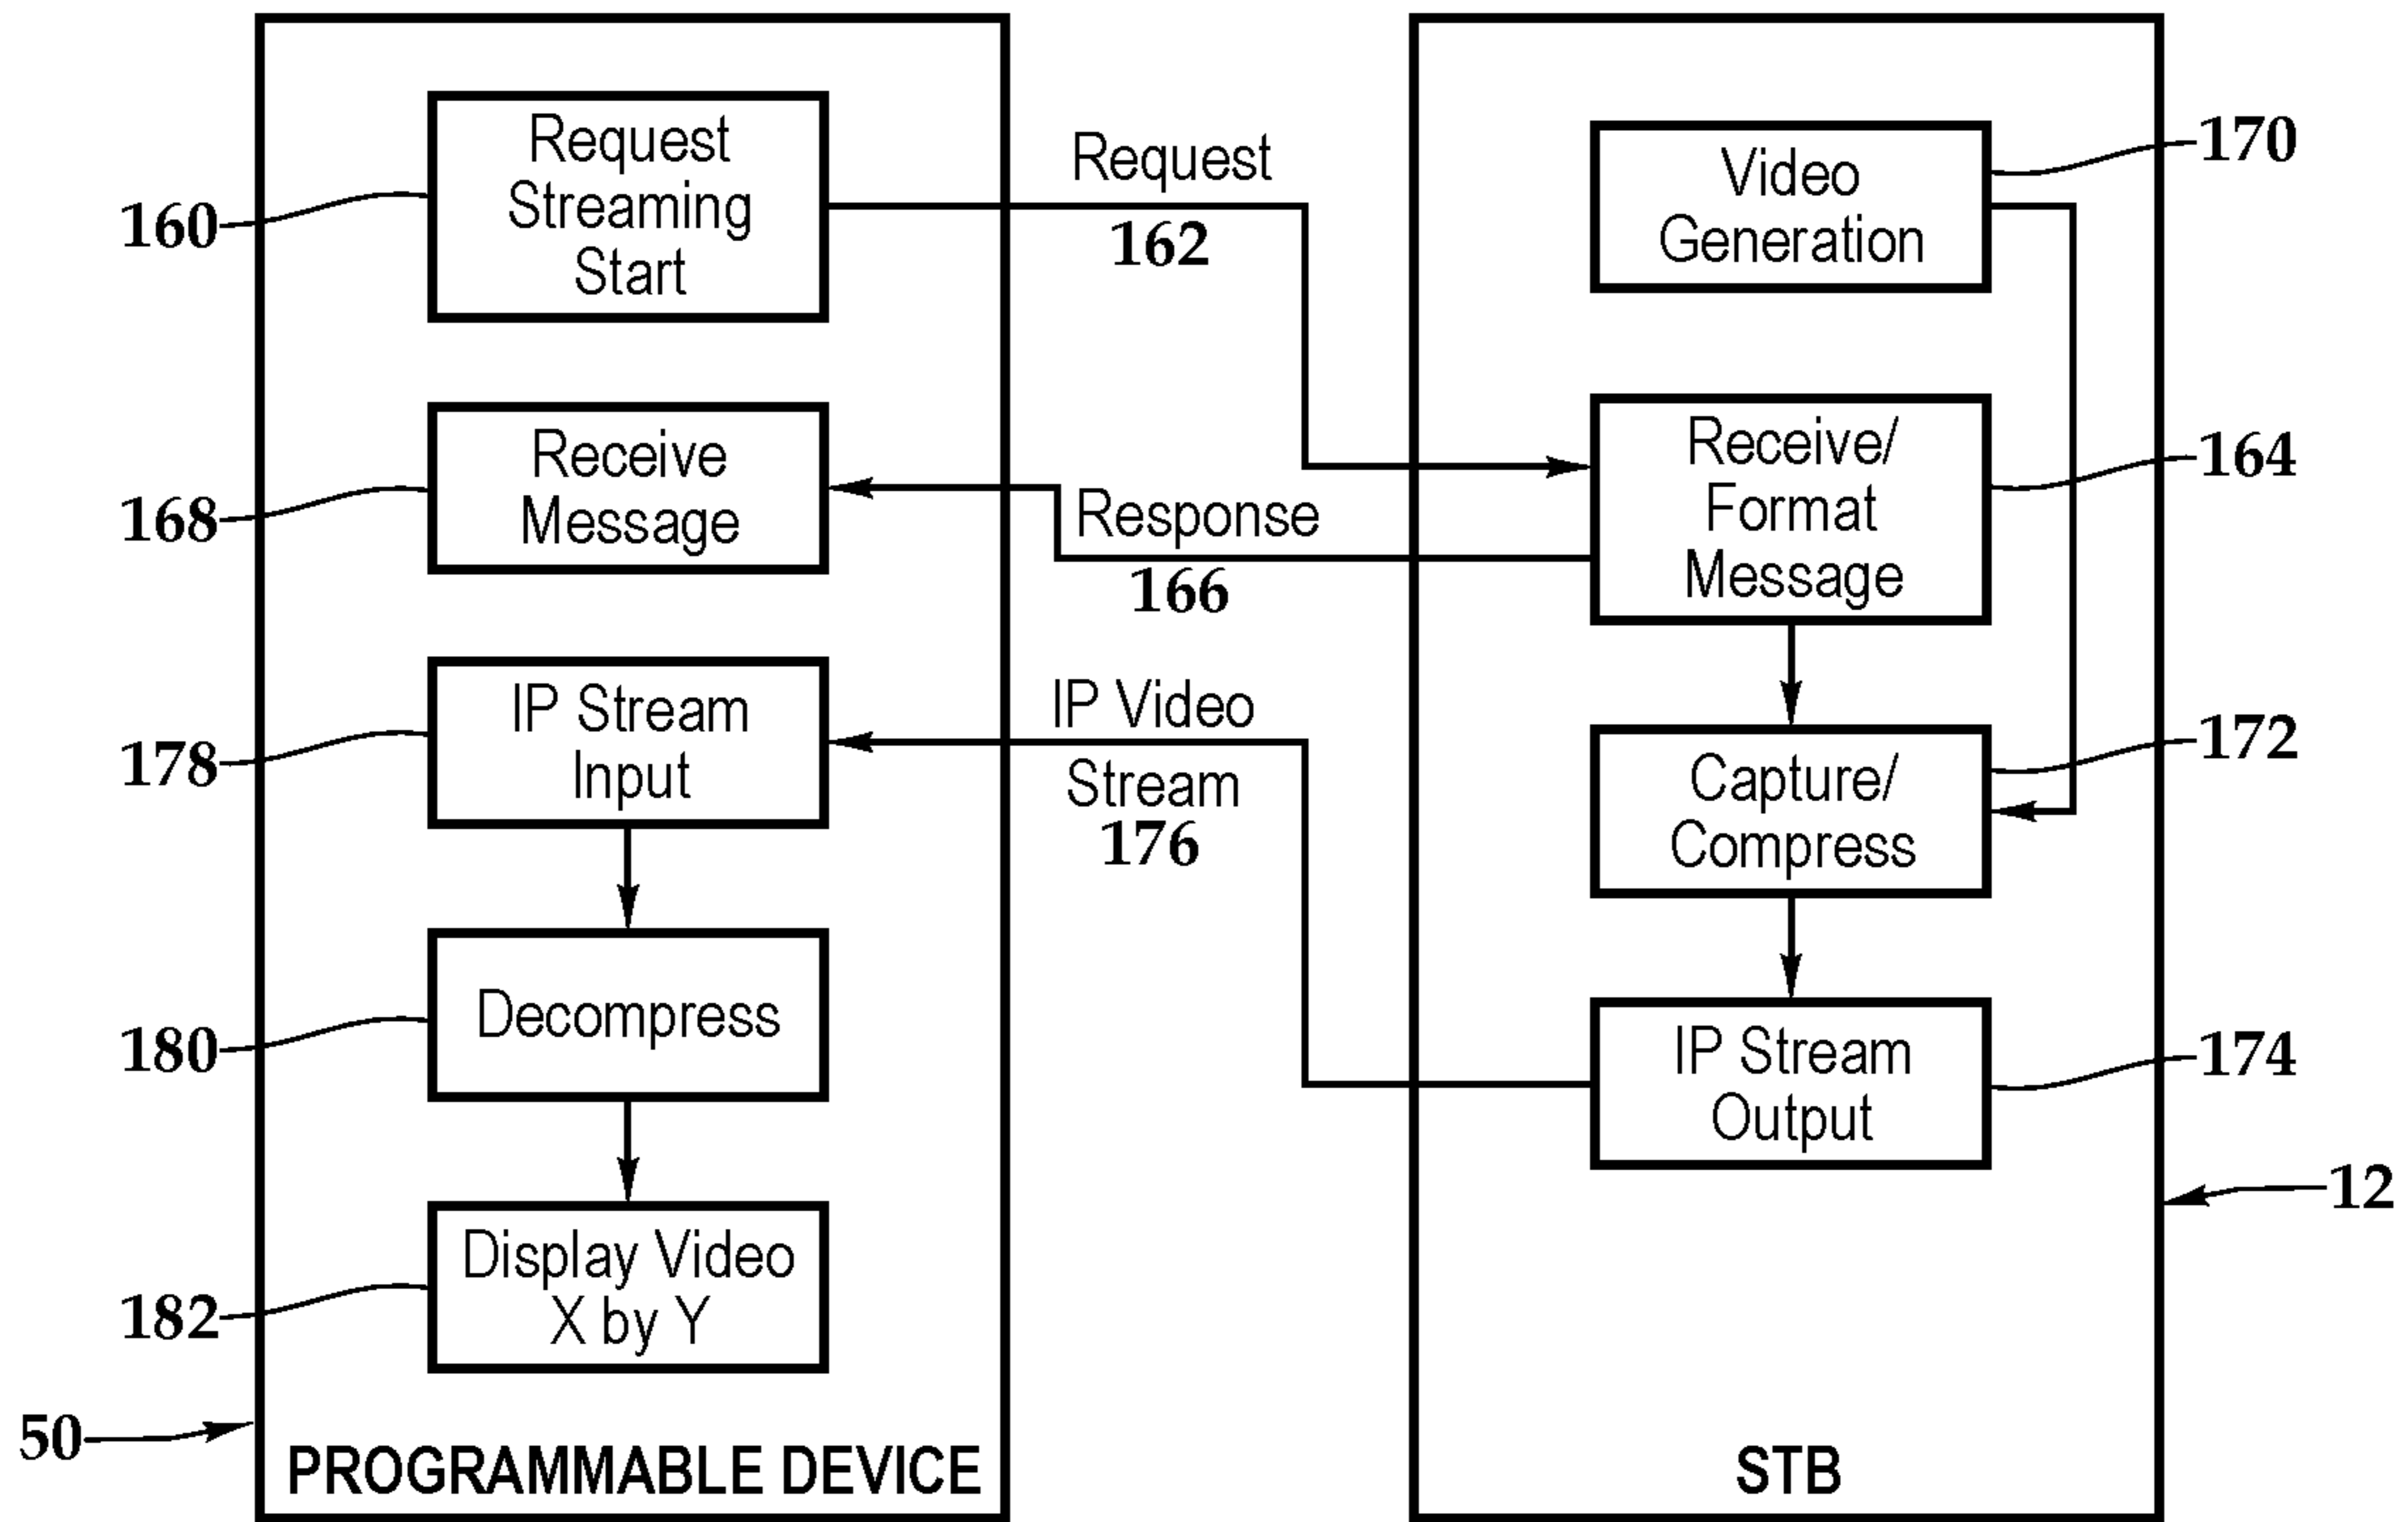 Request
Streaming
Start
160
Request
162
Video
Generation
170
Receive
Message
168
Response
166
Receive/
Format
Message
164
IP Stream
Input
178
IP Video
Stream
176
Capture/
Compress
172
Decompress
180
IP Stream
Output
174
Display Video
X by Y
182
12
50
PROGRAMMABLE DEVICE
STB